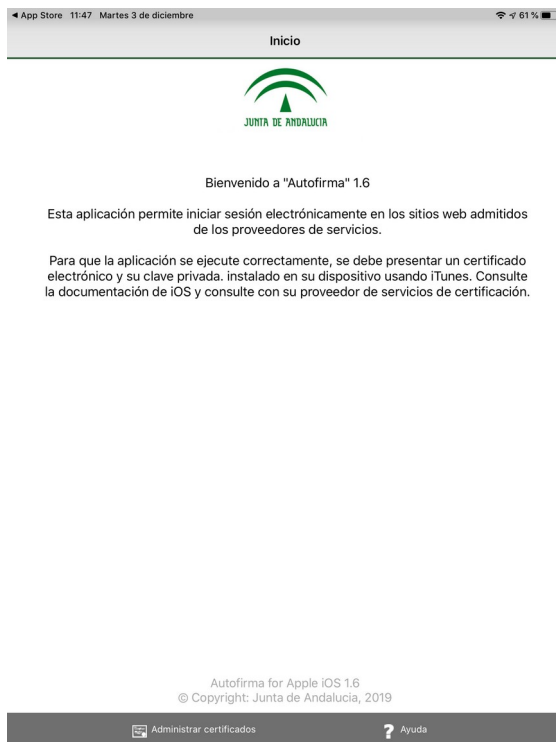 App Store 11:47 Martes 3 de diciembre 61 %
Inicio
JUNTA DE ANDALUCIA
Bienvenido a "Autofirma" 1.6
Esta aplicación permite iniciar sesión electrónicamente en los sitios web admitidos
de los proveedores de servicios.
Para que la aplicación se ejecute correctamente, se debe presentar un certificado
electrónico y su clave privada. instalado en su dispositivo usando iTunes. Consulte
la documentación de iOS y consulte con su proveedor de servicios de certificación.
Autofirma for Apple iOS 1.6
© Copyright: Junta de Andalucia, 2019
Administrar certificados ? Ayuda